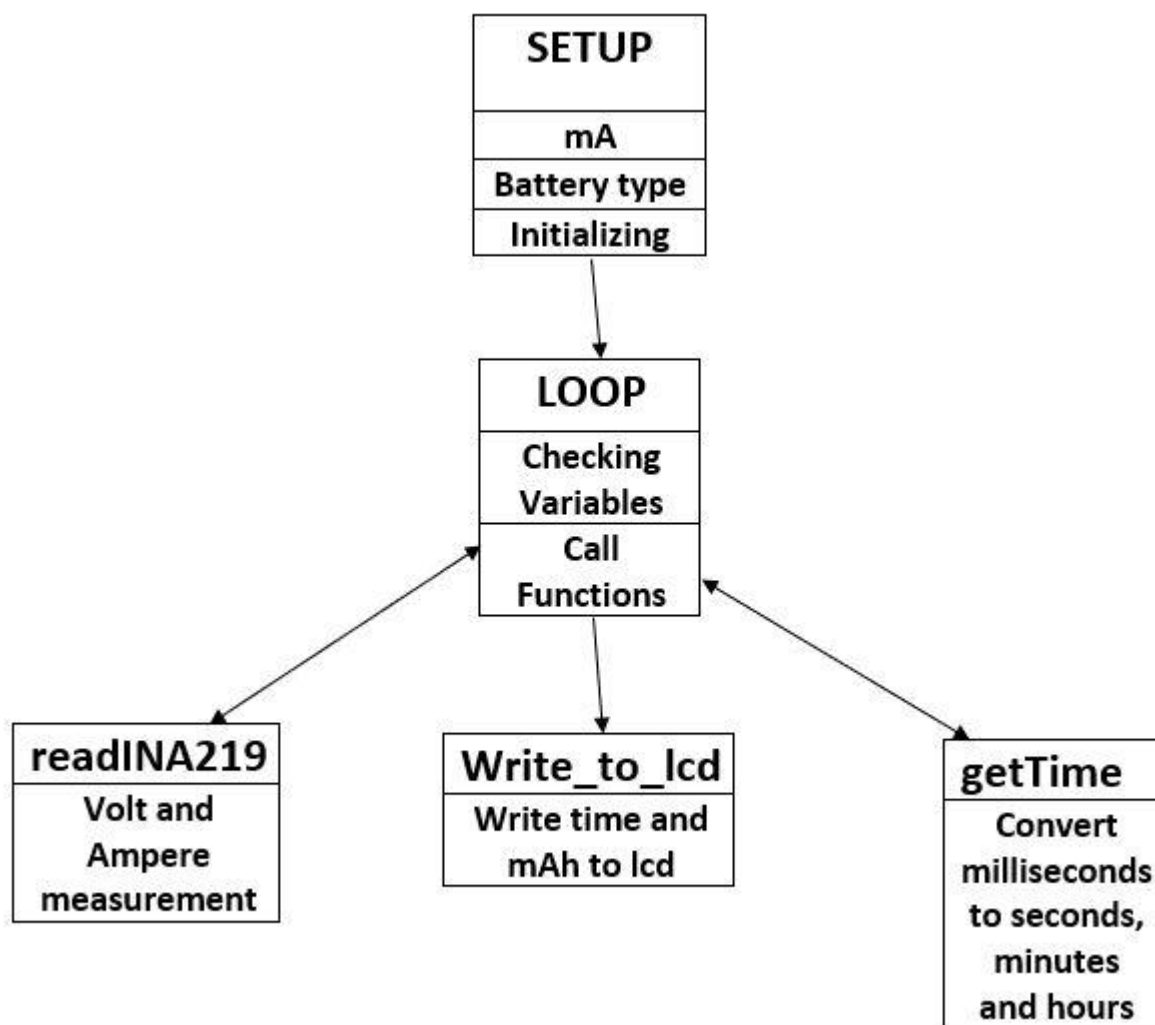 SETUP
mA
Battery type
Initializing
LOOP
Checking
Variables
Call
Functions
readINA219
Volt and
Ampere
measurement
Write_to_lcd
Write time and
mAh to lcd
getTime
Convert
milliseconds
to seconds,
minutes
and hours